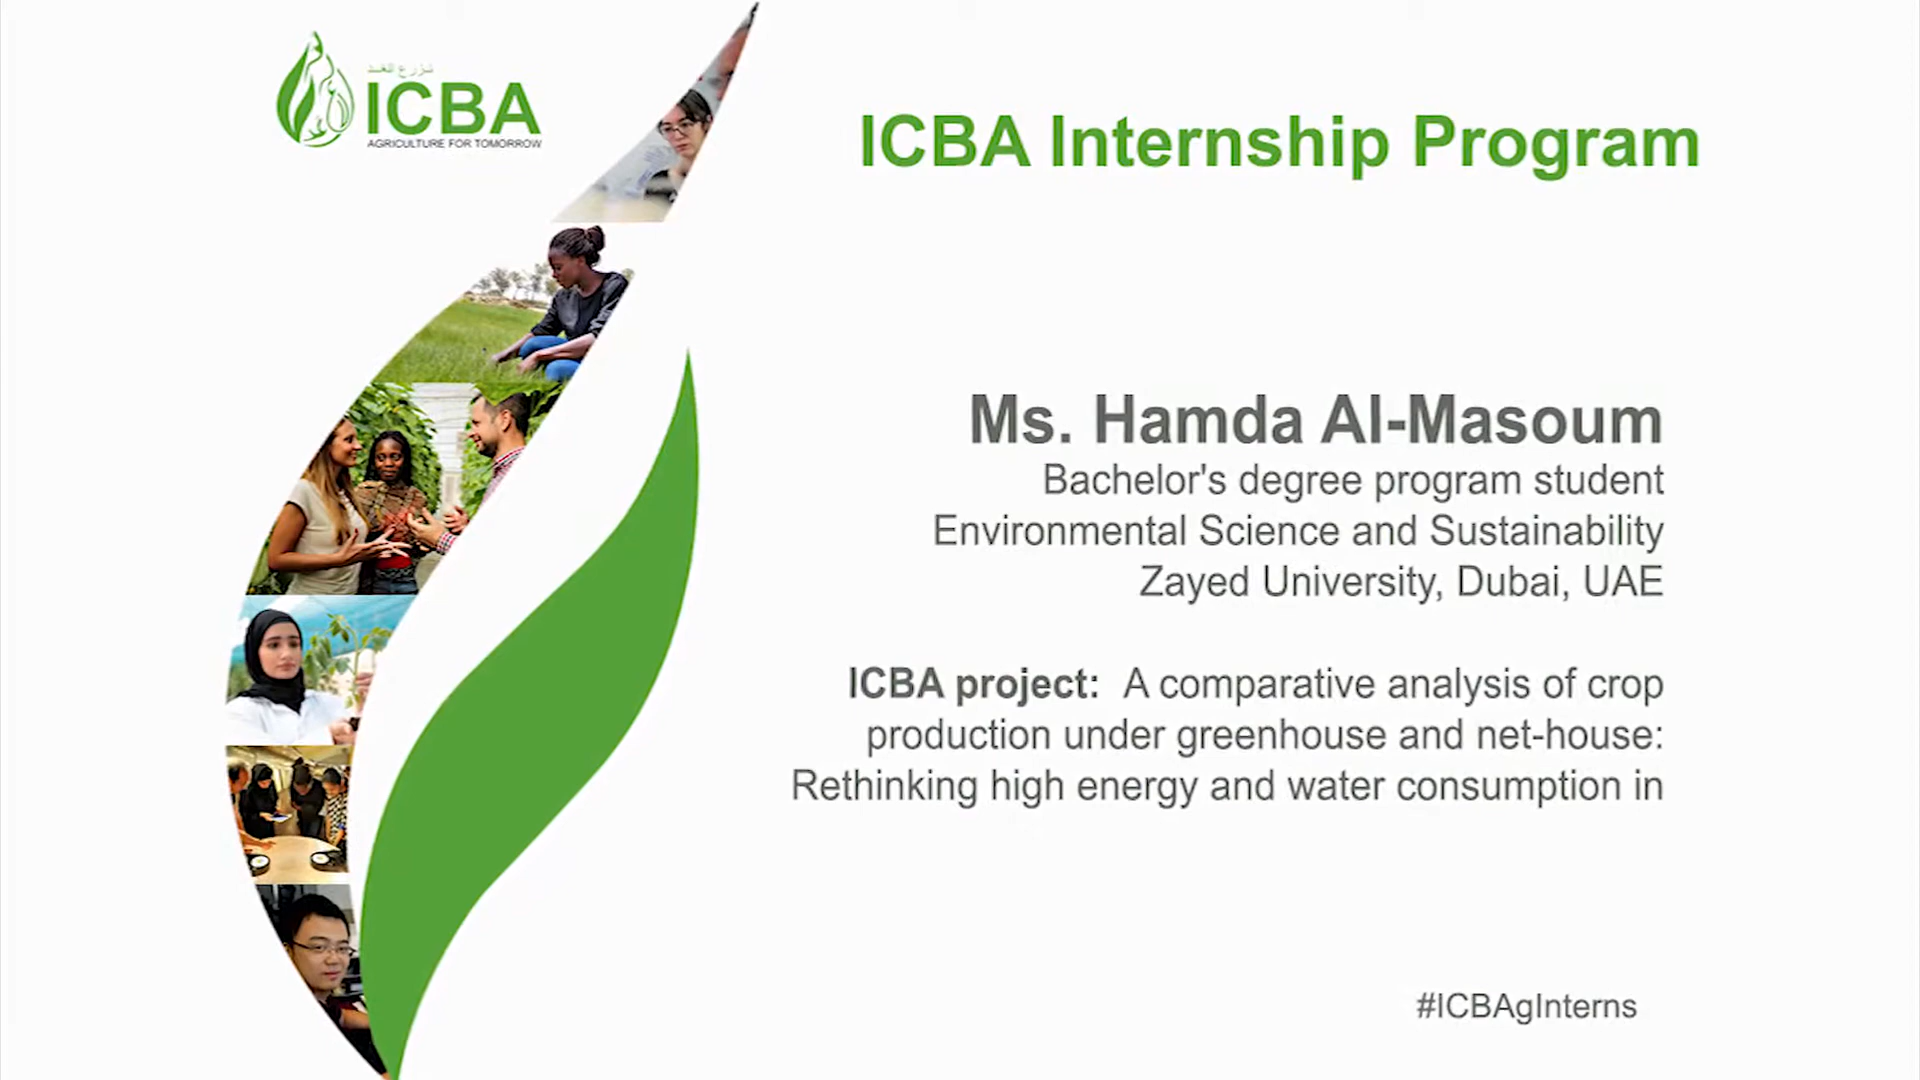 نزرع للغد
ICBA
AGRICULTURE FOR TOMORROW
ICBA Internship Program
Ms. Hamda Al-Masoum
Bachelor's degree program student
Environmental Science and Sustainability
Zayed University, Dubai, UAE
ICBA project: A comparative analysis of crop
production under greenhouse and net-house:
Rethinking high energy and water consumption in
#ICBAgInterns